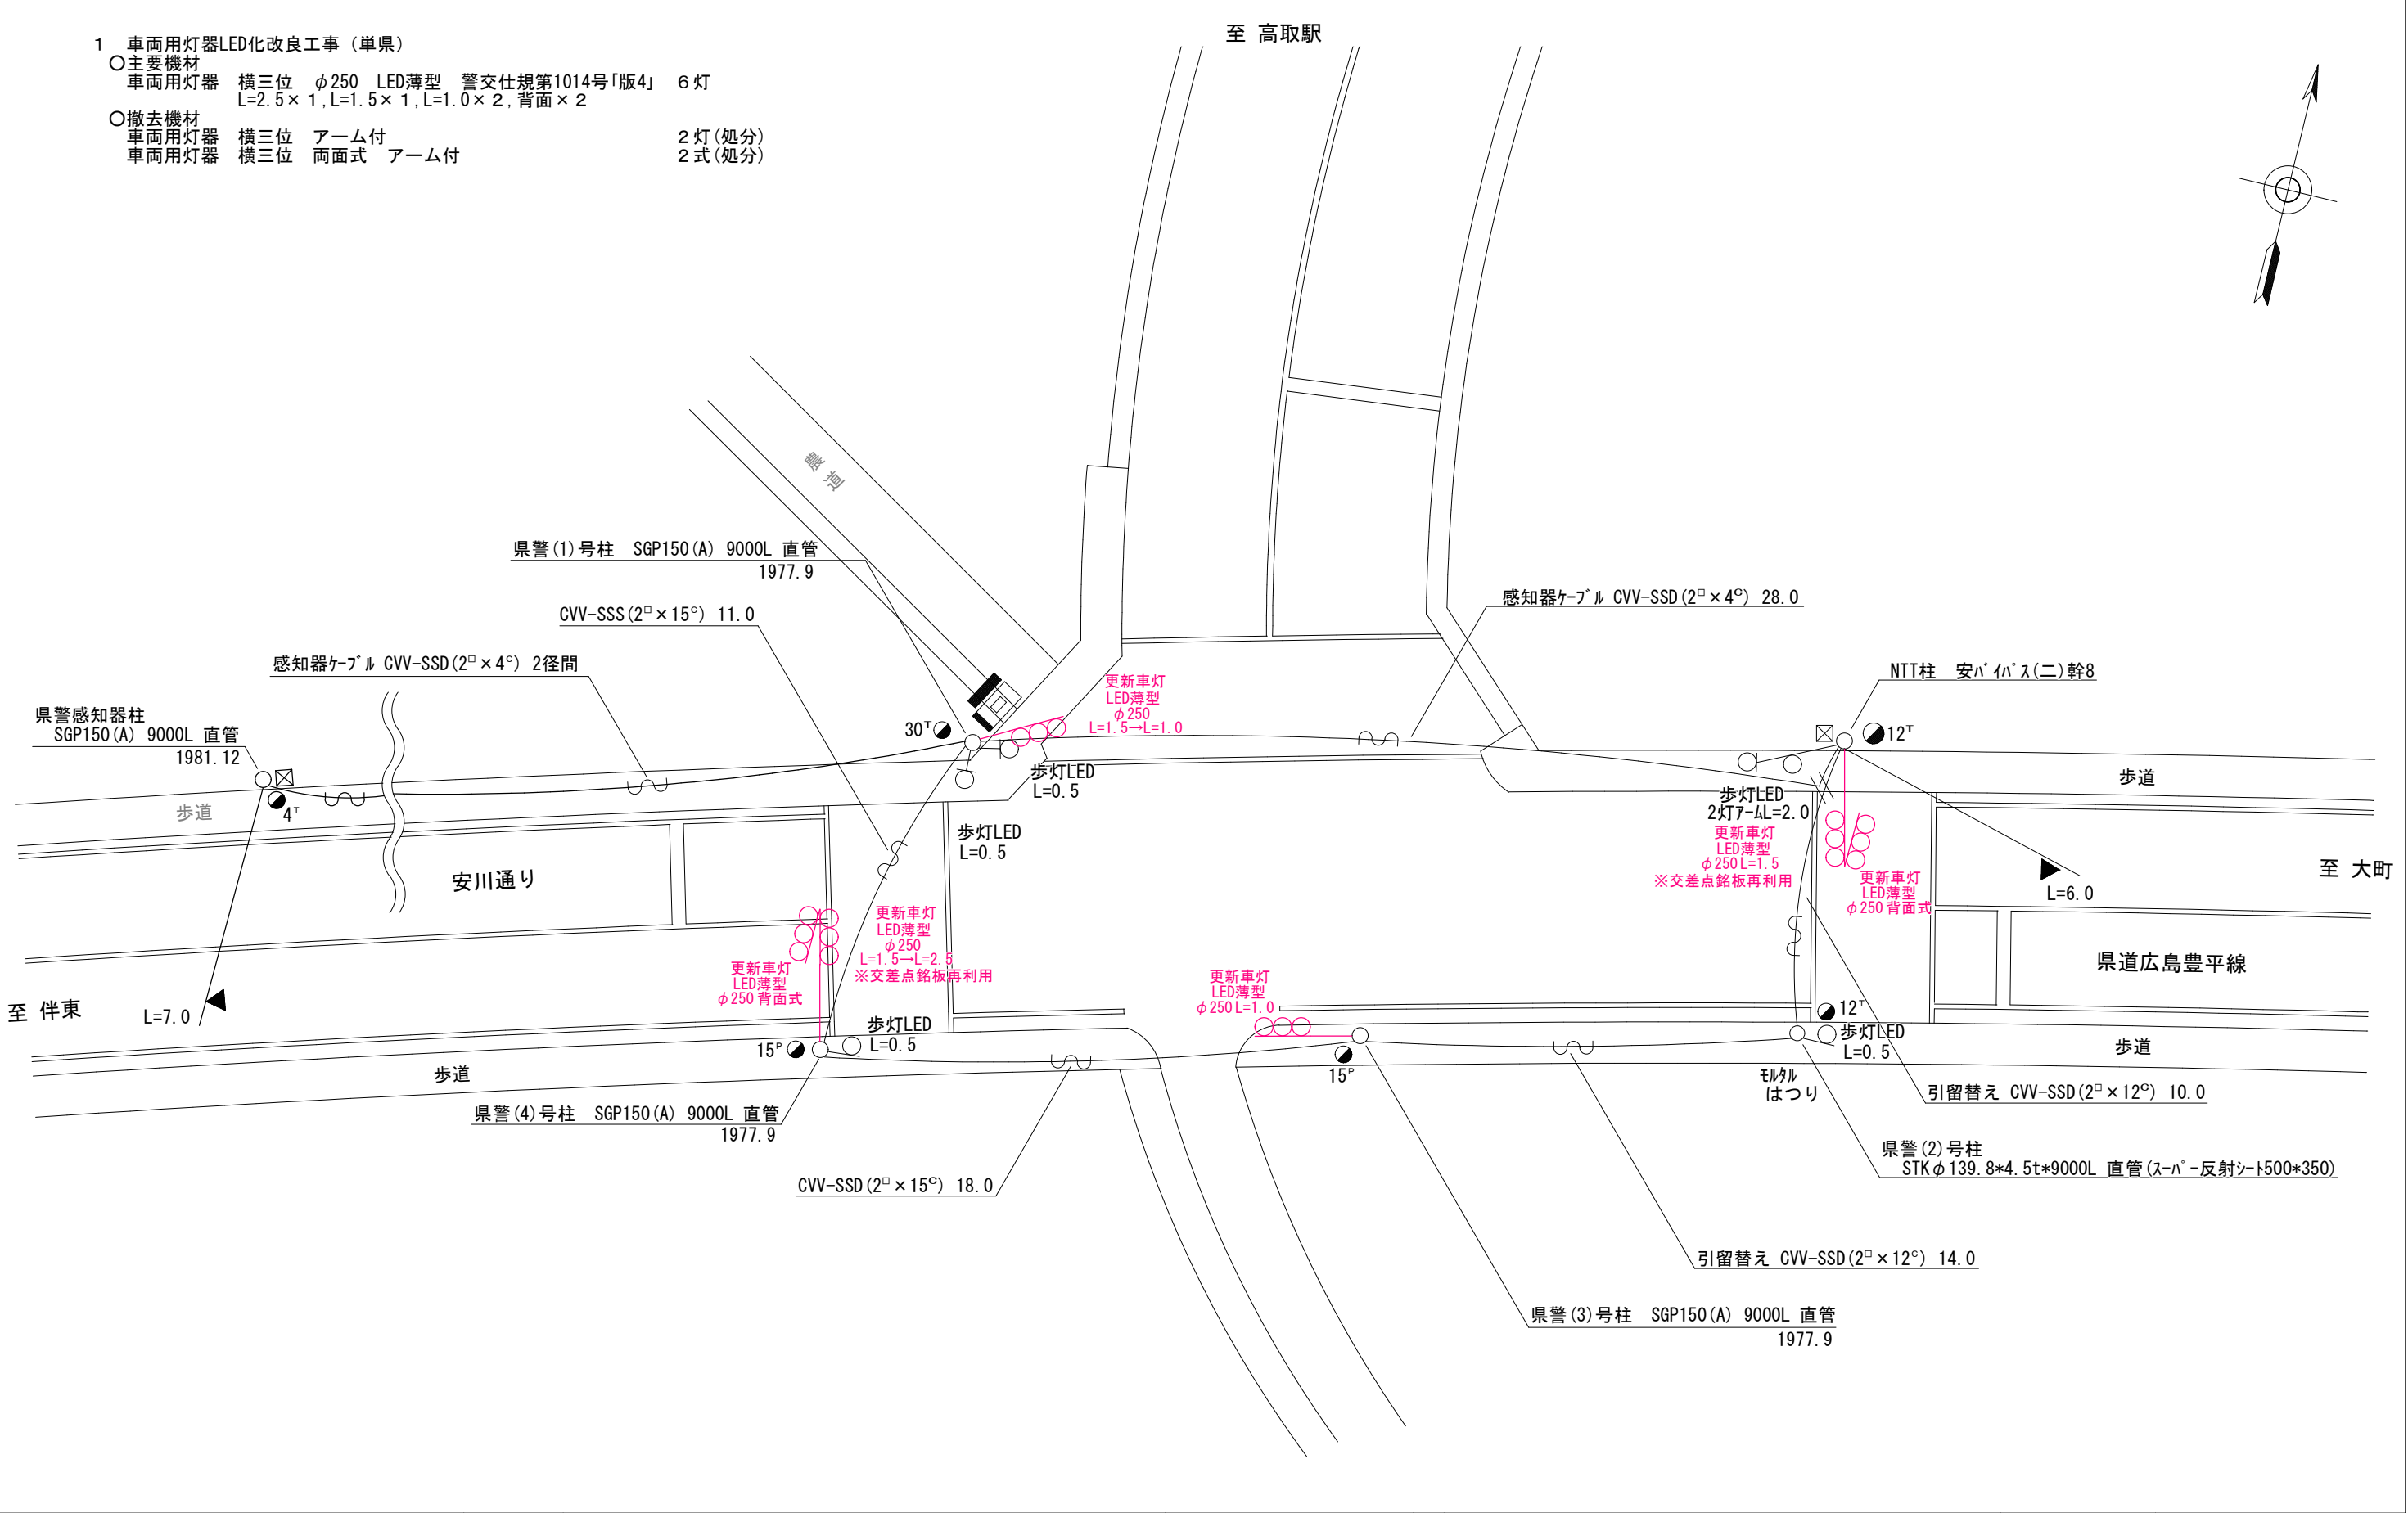 至 高取駅
1 車両用灯器LED化改良工事（単県）
○主要機材
車両用灯器 横三位 φ250 LED薄型 警交仕規第1014号「版4」 6灯
L=2.5×1,L=1.5×1,L=1.0×2,背面×2
○撤去機材
車両用灯器 横三位 アーム付 2灯(処分)
車両用灯器 横三位 両面式 アーム付 2式(処分)
農道
県警(1)号柱 SGP150(A) 9000L 直管
1977.9
CVV-SSS(2□×15C) 11.0
感知器ｹｰﾌﾞﾙ CVV-SSD(2□×4C) 28.0
感知器ｹｰﾌﾞﾙ CVV-SSD(2□×4C) 2径間
NTT柱 安ﾊﾞｲﾊﾟｽ(二)幹8
県警感知器柱
SGP150(A) 9000L 直管
1981.12
更新車灯
LED薄型
φ250
L=1.5→L=1.0
30T
12T
歩灯LED
L=0.5
歩道
4T
歩道
歩灯LED
2灯ｱｰﾑL=2.0
歩灯LED
L=0.5
更新車灯
LED薄型
φ250 L=1.5
※交差点銘板再利用
安川通り
至 大町
更新車灯
LED薄型
φ250 背面式
L=6.0
更新車灯
LED薄型
φ250
L=1.5→L=2.5
※交差点銘板再利用
更新車灯
LED薄型
φ250 背面式
更新車灯
LED薄型
φ250 L=1.0
県道広島豊平線
至 伴東
L=7.0
12T
歩灯LED
L=0.5
歩灯LED
L=0.5
15P
15P
歩道
歩道
ﾓﾙﾀﾙ
はつり
引留替え CVV-SSD(2□×12C) 10.0
県警(4)号柱 SGP150(A) 9000L 直管
1977.9
県警(2)号柱
STKφ139.8*4.5t*9000L 直管(ｽｰﾊﾟｰ反射ｼｰﾄ500*350)
CVV-SSD(2□×15C) 18.0
引留替え CVV-SSD(2□×12C) 14.0
県警(3)号柱 SGP150(A) 9000L 直管
1977.9